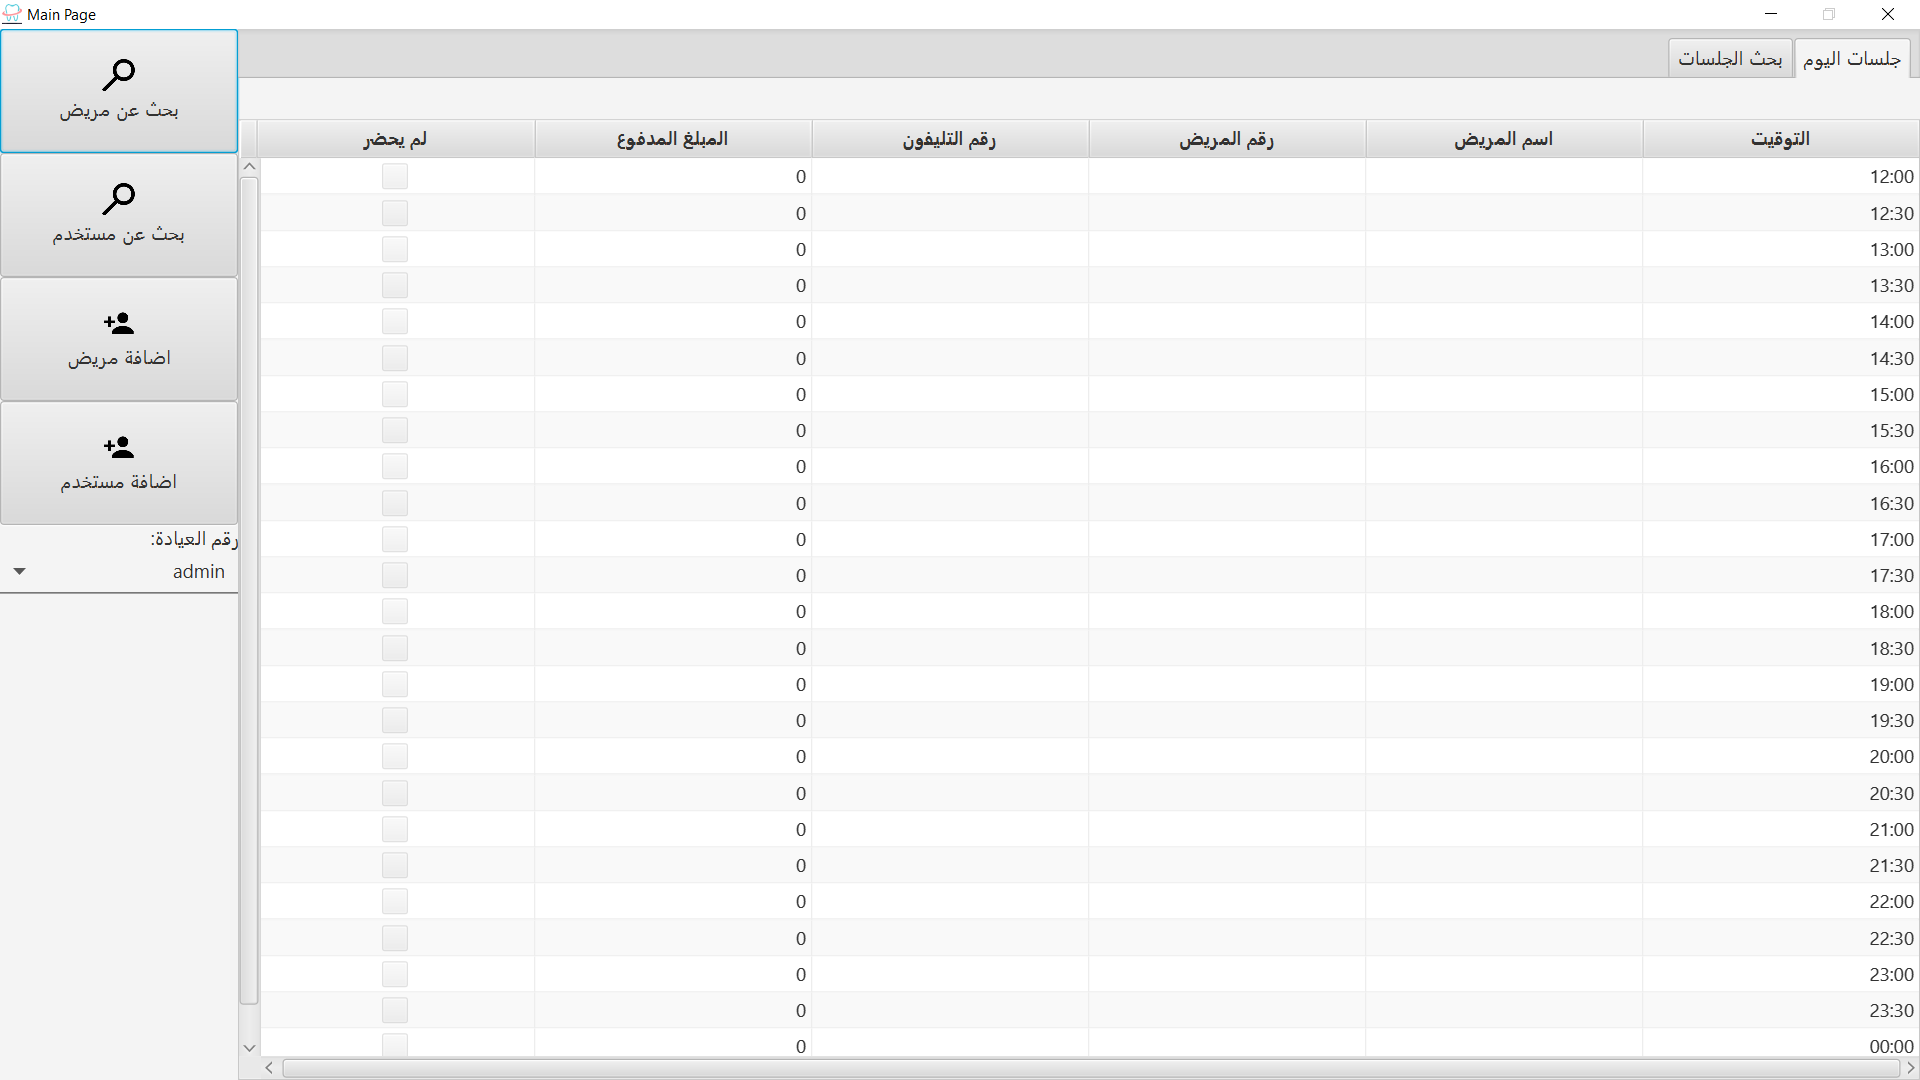 Main Page
جلسات اليوم
بحث الجلسات
بحث عن مريض
بحث عن مستخدم
اضافة مريض
اضافة مستخدم
رقم العيادة:
admin
التوقيت اسم المريض رقم المريض رقم التليفون المبلغ المدفوع لم يحضر
12:00 0
12:30 0
13:00 0
13:30 0
14:00 0
14:30 0
15:00 0
15:30 0
16:00 0
16:30 0
17:00 0
17:30 0
18:00 0
18:30 0
19:00 0
19:30 0
20:00 0
20:30 0
21:00 0
21:30 0
22:00 0
22:30 0
23:00 0
23:30 0
00:00 0